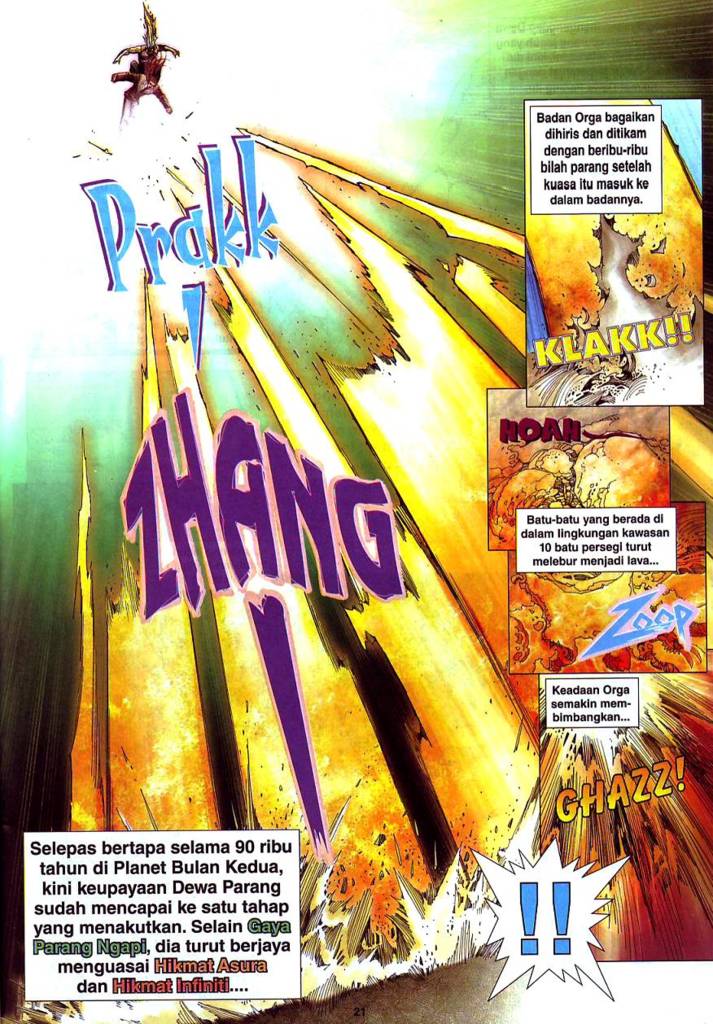 Badan Orga bagaikan
dihiris dan ditikam
dengan beribu-ribu
bilah parang setelah
kuasa itu masuk ke
dalam badannya.
Prakk!
KLAKK!!
HOAH
ZHANG!
Batu-batu yang berada di
dalam lingkungan kawasan
10 batu persegi turut
melebur menjadi lava...
Zoop
Keadaan Orga
semakin mem-
bimbangkan...
GHAZZ!
Selepas bertapa selama 90 ribu
tahun di Planet Bulan Kedua,
kini keupayaan Dewa Parang
sudah mencapai ke satu tahap
yang menakutkan. Selain Gaya
Parang Ngapi, dia turut berjaya
menguasai Hikmat Asura
dan Hikmat Infiniti....
!!
21